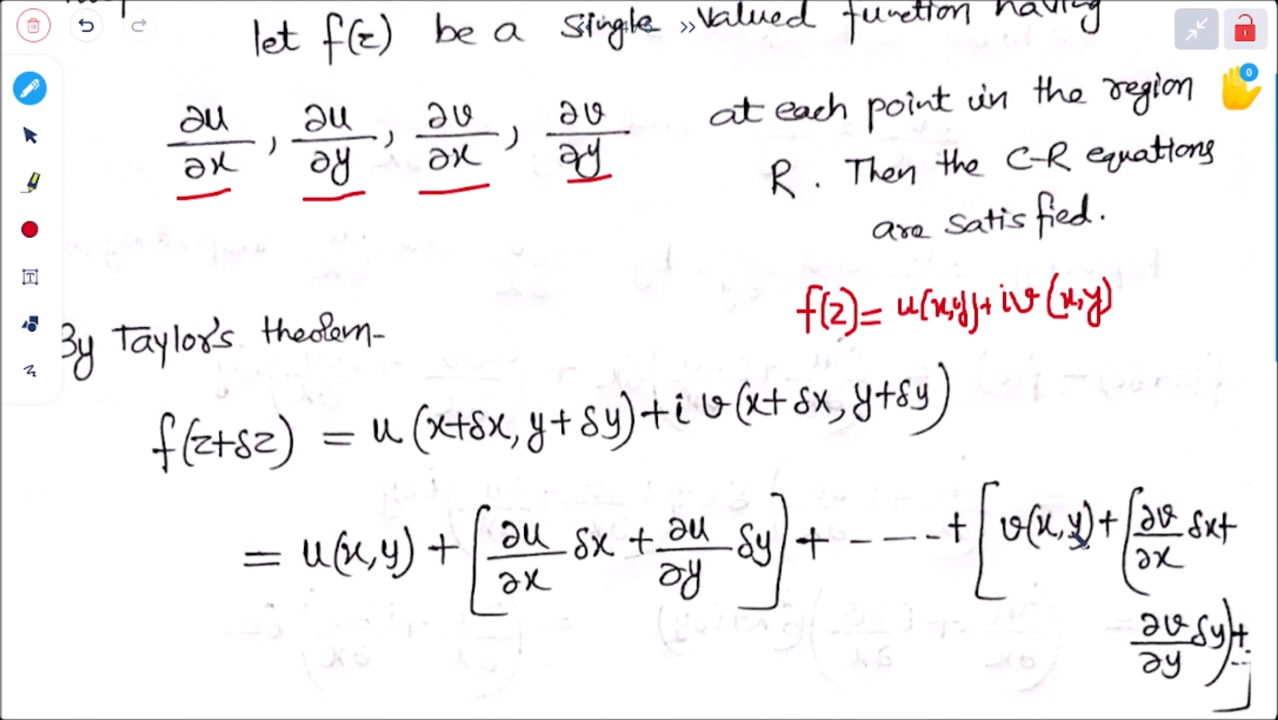 let f(z) be a single valued function having
∂u/∂x , ∂u/∂y , ∂v/∂x , ∂v/∂y at each point in the region
R. Then the C-R equations
are satisfied.
f(z)= u(x,y)+iv(x,y)
By Taylor's theorem-
f(z+δz) = u(x+δx, y+δy)+i v(x+δx, y+δy)
= u(x,y) + [∂u/∂x δx + ∂u/∂y δy] + ----+ [v(x,y)+(∂v/∂x δx+
∂v/∂y δy)+...]